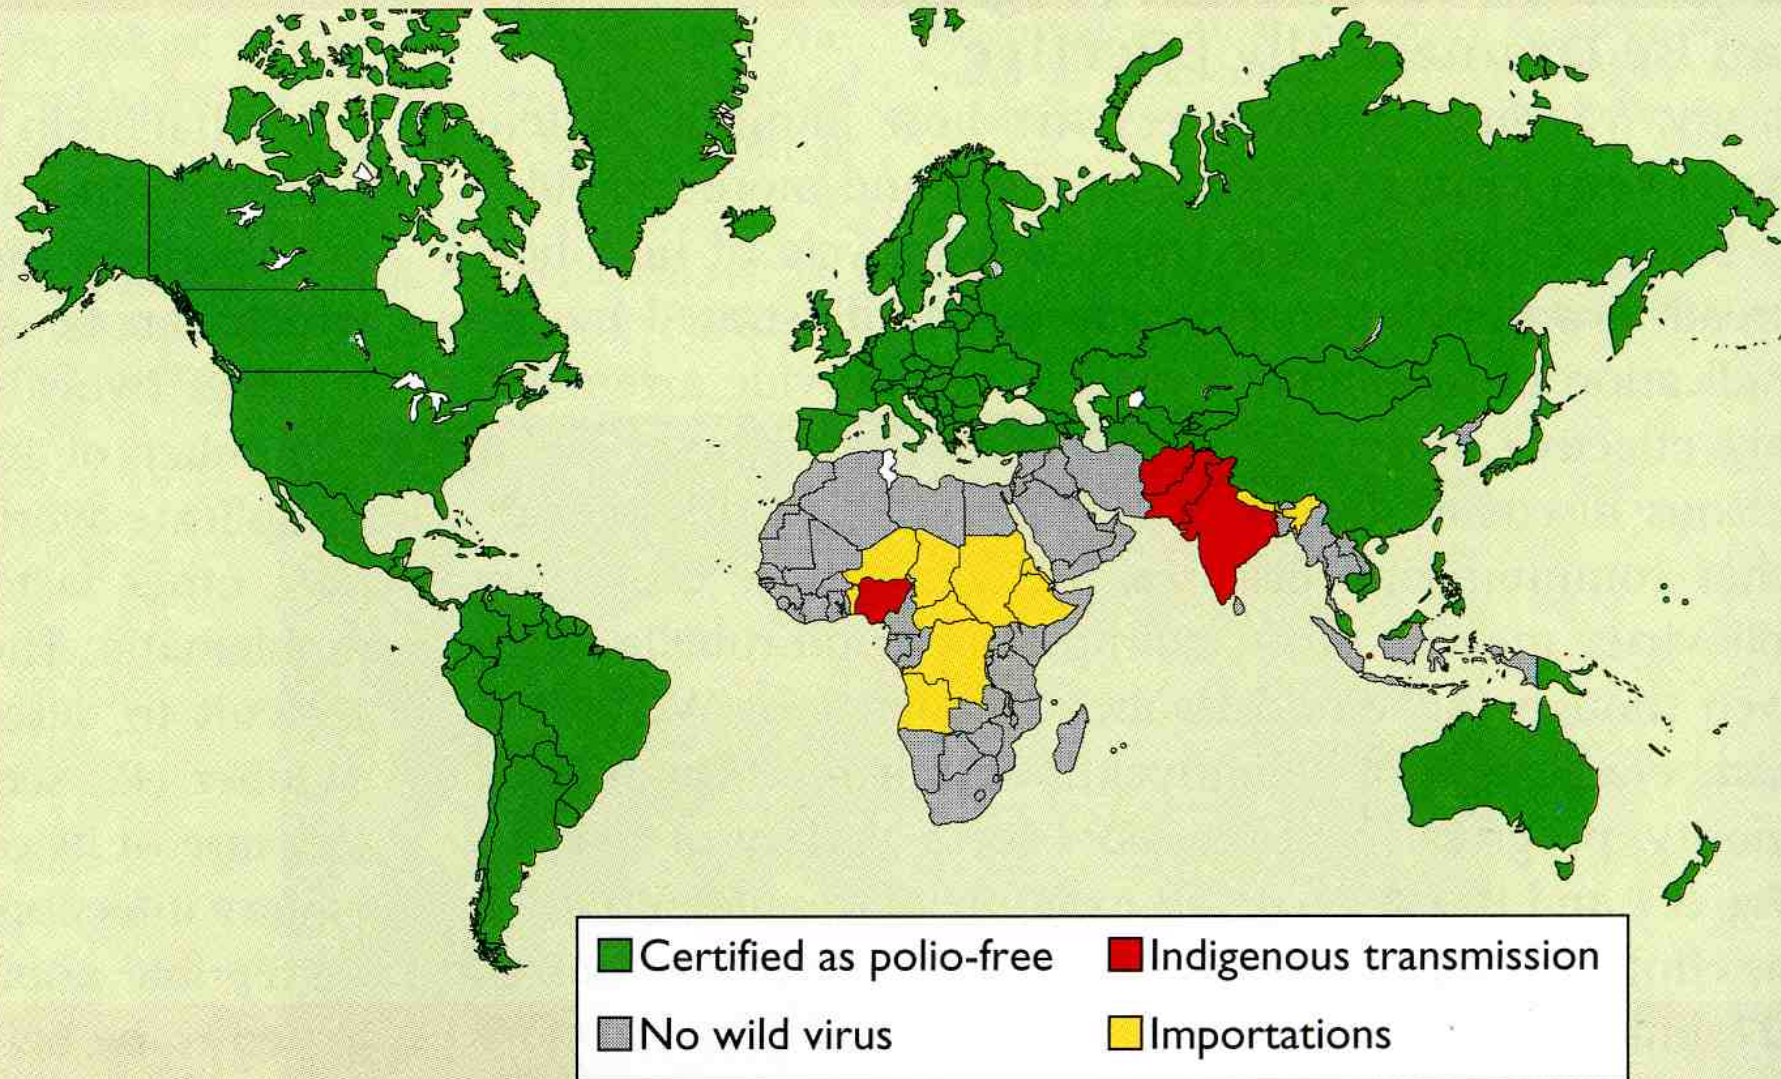 Certified as polio-free
Indigenous transmission
No wild virus
Importations